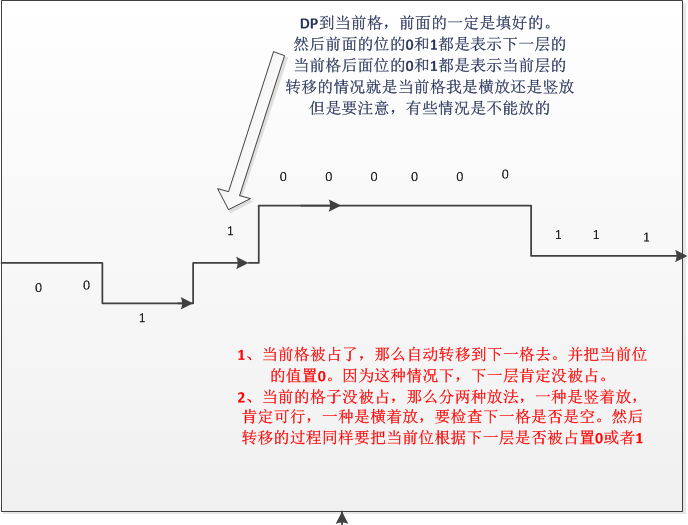 DP到当前格，前面的一定是填好的。
然后前面的位的0和1都是表示下一层的
当前格后面位的0和1都是表示当前层的
转移的情况就是当前格我是横放还是竖放
但是要注意，有些情况是不能放的
0 0 0 0 0 0
1
1 1 1
0 0
1
1、当前格被占了，那么自动转移到下一格去。并把当前位
的值置0。因为这种情况下，下一层肯定没被占。
2、当前的格子没被占，那么分两种放法，一种是竖着放，
肯定可行，一种是横着放，要检查下一格是否是空。然后
转移的过程同样要把当前位根据下一层是否被占置0或者1